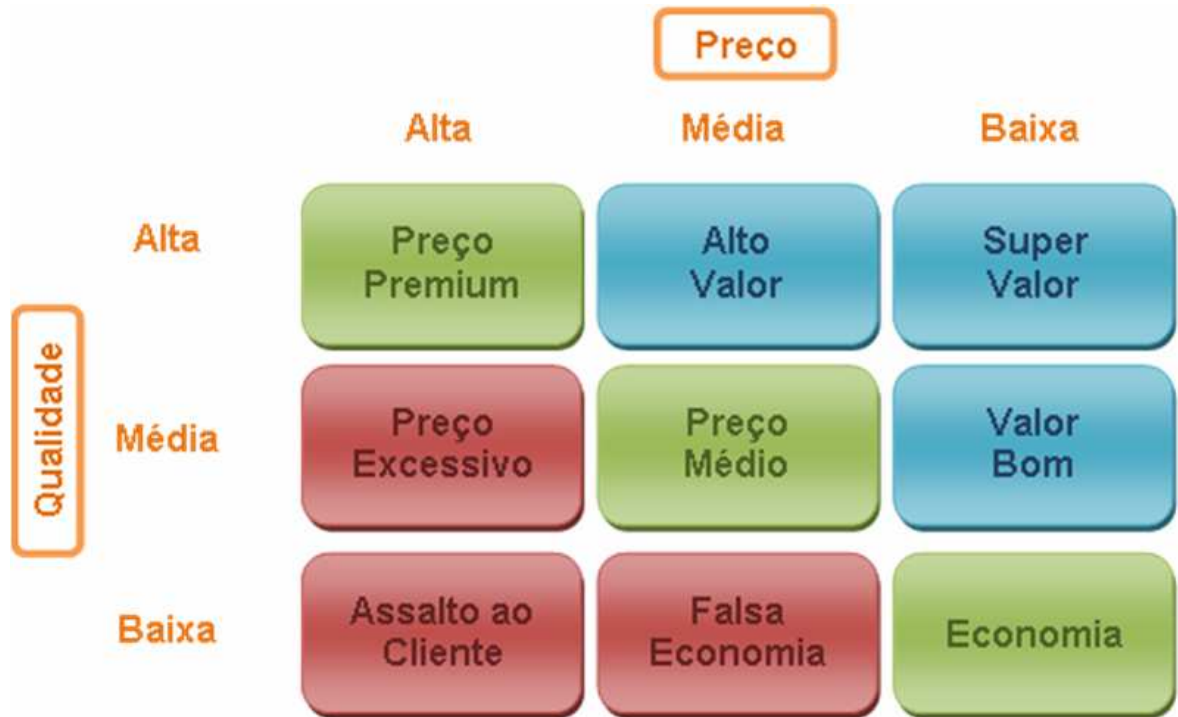 Preço
Alta
Média
Baixa
Alta
Preço
Premium
Alto
Valor
Super
Valor
Qualidade
Média
Preço
Excessivo
Preço
Médio
Valor
Bom
Baixa
Assalto ao
Cliente
Falsa
Economia
Economia